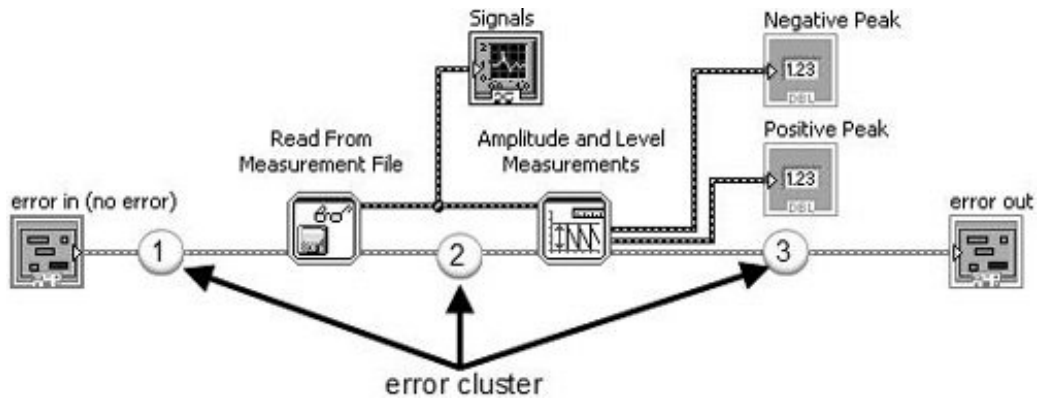 Signals
Negative Peak
1.23
DBL
Read From
Measurement File
Amplitude and Level
Measurements
Positive Peak
1.23
DBL
error in (no error)
error out
1
2
3
error cluster